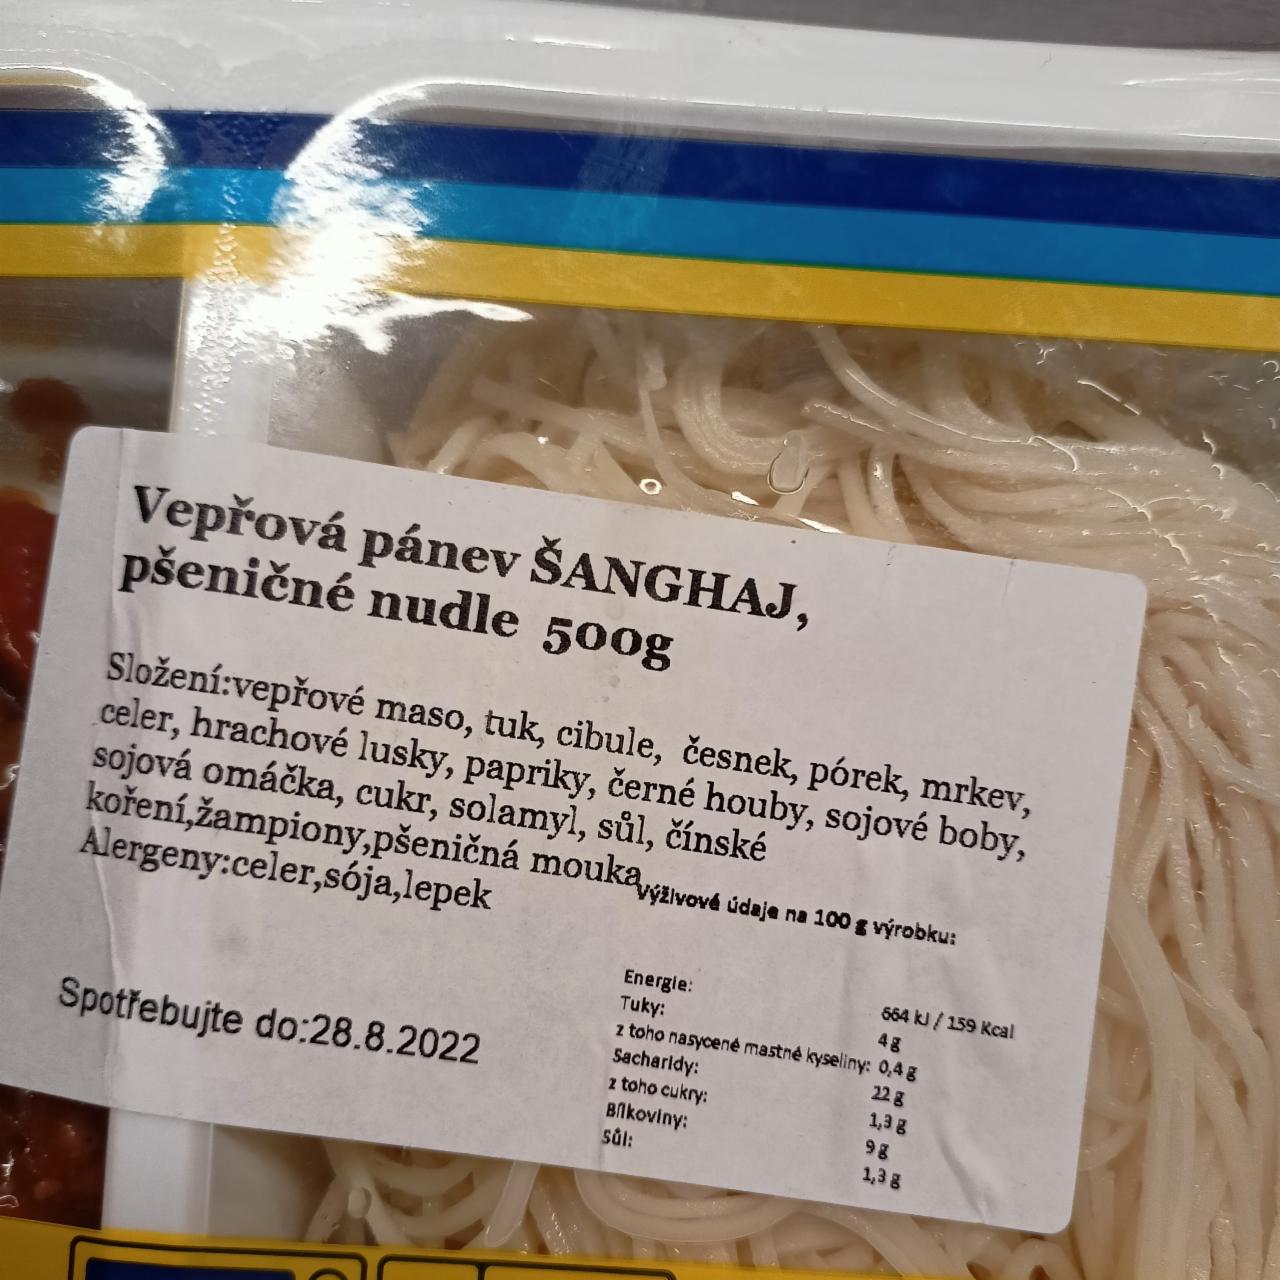 Vepřová pánev ŠANGHAJ,
pšeničné nudle 500g
Složení:vepřové maso, tuk, cibule, česnek, pórek, mrkev,
celer, hrachové lusky, papriky, černé houby, sojové boby,
sojová omáčka, cukr, solamyl, sůl, čínské
koření,žampiony,pšeničná mouka
Alergeny:celer,sója,lepek
Výživové údaje na 100 g výrobku:
Energie: 664 kJ / 159 Kcal
Tuky: 4 g
z toho nasycené mastné kyseliny: 0,4 g
Sacharidy: 22 g
z toho cukry: 1,3 g
Bílkoviny: 9 g
Sůl: 1,3 g
Spotřebujte do:28.8.2022